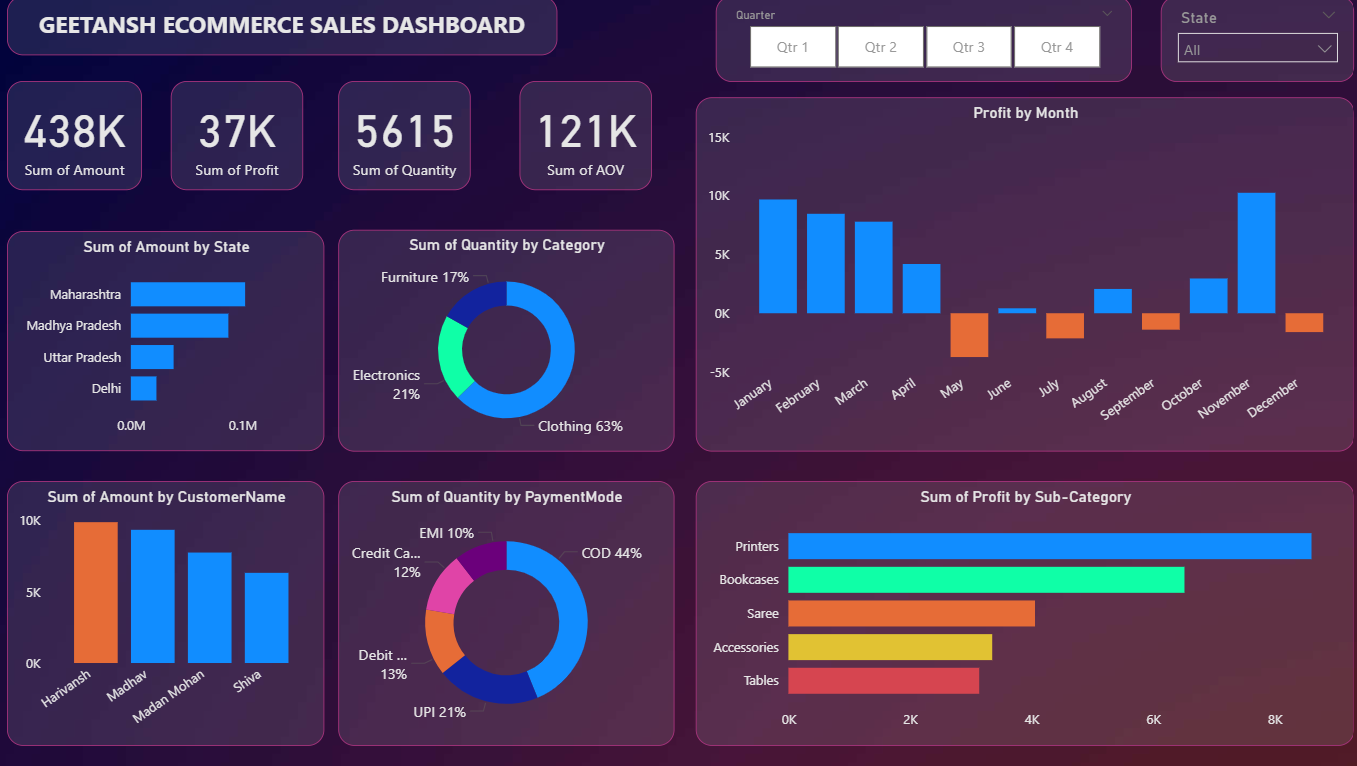 GEETANSH ECOMMERCE SALES DASHBOARD
Quarter
Qtr 1
Qtr 2
Qtr 3
Qtr 4
State
All
438K
Sum of Amount
37K
Sum of Profit
5615
Sum of Quantity
121K
Sum of AOV
Profit by Month
15K
10K
5K
0K
-5K
January
February
March
April
May
June
July
August
September
October
November
December
Sum of Amount by State
Maharashtra
Madhya Pradesh
Uttar Pradesh
Delhi
0.0M
0.1M
Sum of Quantity by Category
Furniture 17%
Electronics
21%
Clothing 63%
Sum of Amount by CustomerName
10K
5K
0K
Harivansh
Madhav
Madan Mohan
Shiva
Sum of Quantity by PaymentMode
EMI 10%
COD 44%
Credit Ca...
12%
Debit ...
13%
UPI 21%
Sum of Profit by Sub-Category
Printers
Bookcases
Saree
Accessories
Tables
0K
2K
4K
6K
8K